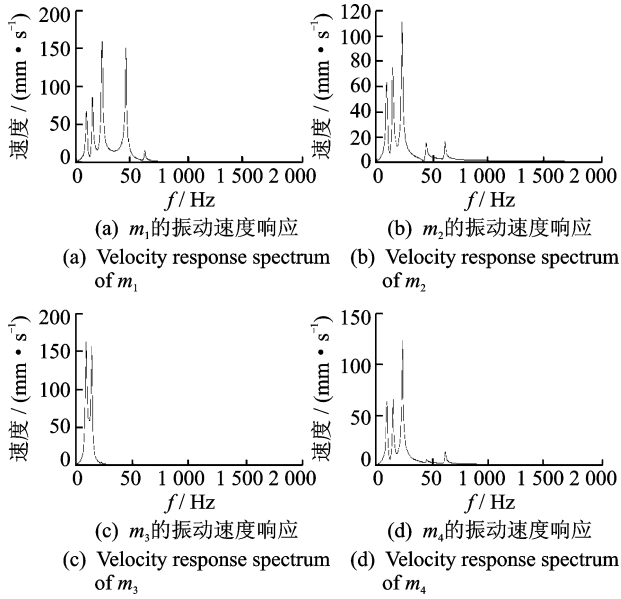 200
150
100
50
0
速度 / (mm·s⁻¹)
0 50 1 000 1 500 2 000
f / Hz
(a) m₁的振动速度响应
(a) Velocity response spectrum
of m₁
120
100
80
60
40
20
0
速度 / (mm·s⁻¹)
0 50 1 000 1 500 2 000
f / Hz
(b) m₂的振动速度响应
(b) Velocity response spectrum
of m₂
200
150
100
50
0
速度 / (mm·s⁻¹)
0 50 1 000 1 500 2 000
f / Hz
(c) m₃的振动速度响应
(c) Velocity response spectrum
of m₃
150
100
50
0
速度 / (mm·s⁻¹)
0 50 1 000 1 500 2 000
f / Hz
(d) m₄的振动速度响应
(d) Velocity response spectrum
of m₄